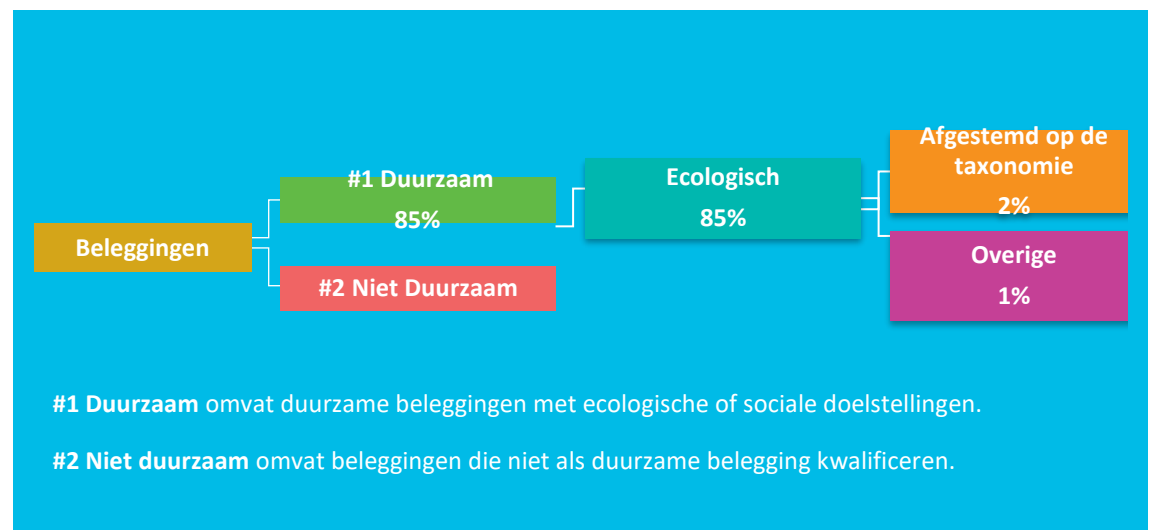 Beleggingen
#1 Duurzaam
85%
#2 Niet Duurzaam
Ecologisch
85%
Afgestemd op de
taxonomie
2%
Overige
1%
#1 Duurzaam omvat duurzame beleggingen met ecologische of sociale doelstellingen.
#2 Niet duurzaam omvat beleggingen die niet als duurzame belegging kwalificeren.